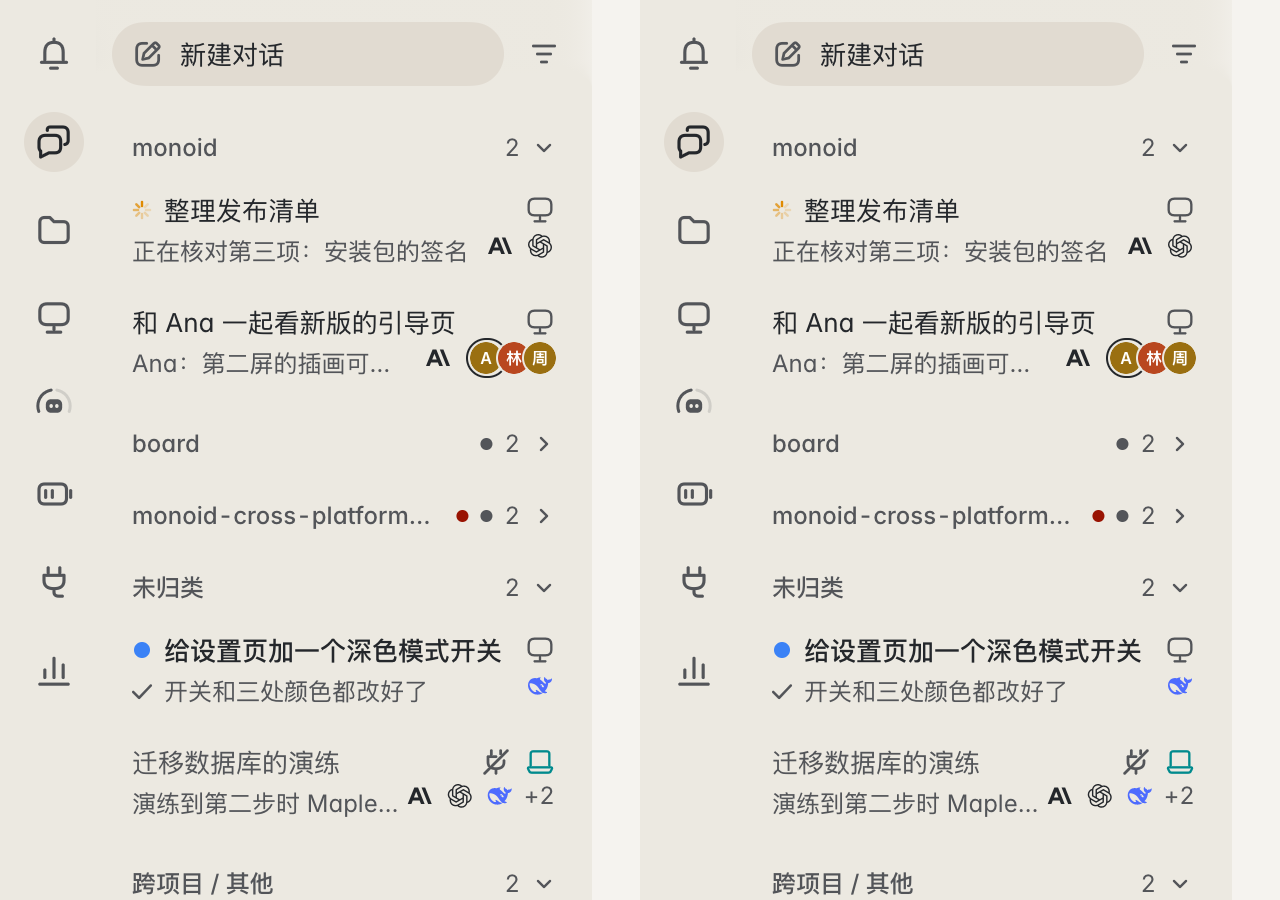 新建对话
monoid 2
整理发布清单
正在核对第三项：安装包的签名
和 Ana 一起看新版的引导页
Ana：第二屏的插画可... A 林 周
board 2
monoid-cross-platform... 2
未归类 2
给设置页加一个深色模式开关
开关和三处颜色都改好了
迁移数据库的演练
演练到第二步时 Maple... +2
跨项目 / 其他 2
新建对话
monoid 2
整理发布清单
正在核对第三项：安装包的签名
和 Ana 一起看新版的引导页
Ana：第二屏的插画可... A 林 周
board 2
monoid-cross-platform... 2
未归类 2
给设置页加一个深色模式开关
开关和三处颜色都改好了
迁移数据库的演练
演练到第二步时 Maple... +2
跨项目 / 其他 2